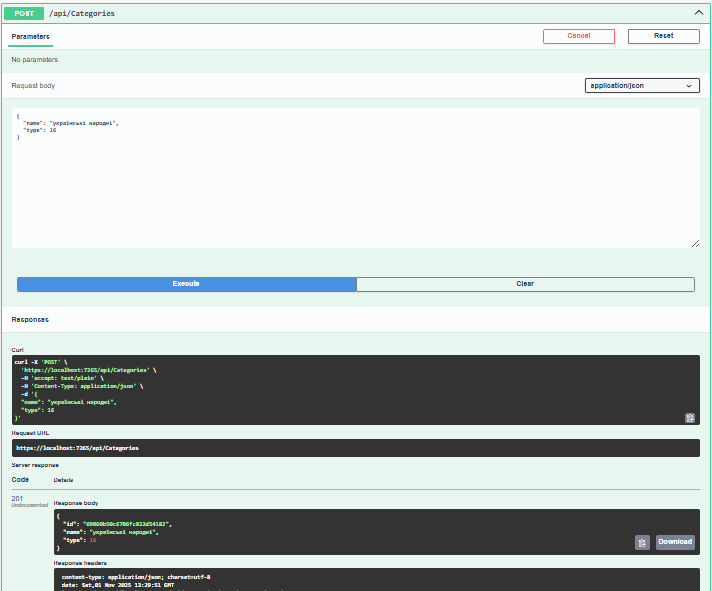 POST /api/Categories
Parameters
Cancel
Reset
No parameters
Request body
application/json
{
"name": "українські народні",
"type": 16
}
Execute
Clear
Responses
Curl
curl -X 'POST' \
'https://localhost:7265/api/Categories' \
-H 'accept: text/plain' \
-H 'Content-Type: application/json' \
-d '{
"name": "українські народні",
"type": 16
}'
Request URL
https://localhost:7265/api/Categories
Server response
Code Details
201
Undocumented
Response body
{
"id":
"name": "українські народні",
"type": 16
}
Download
Response headers
content-type: application/json; charset=utf-8
date: Sat,01 Nov 2025 13:29:51 GMT